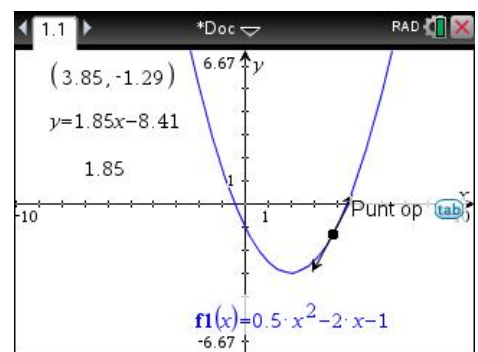 1.1
*Doc
RAD
(3.85,-1.29)
6.67
y
y=1.85x−8.41
1.85
1
x
-10
1
Punt op
tab
f1(x)=0.5·x²−2·x−1
-6.67